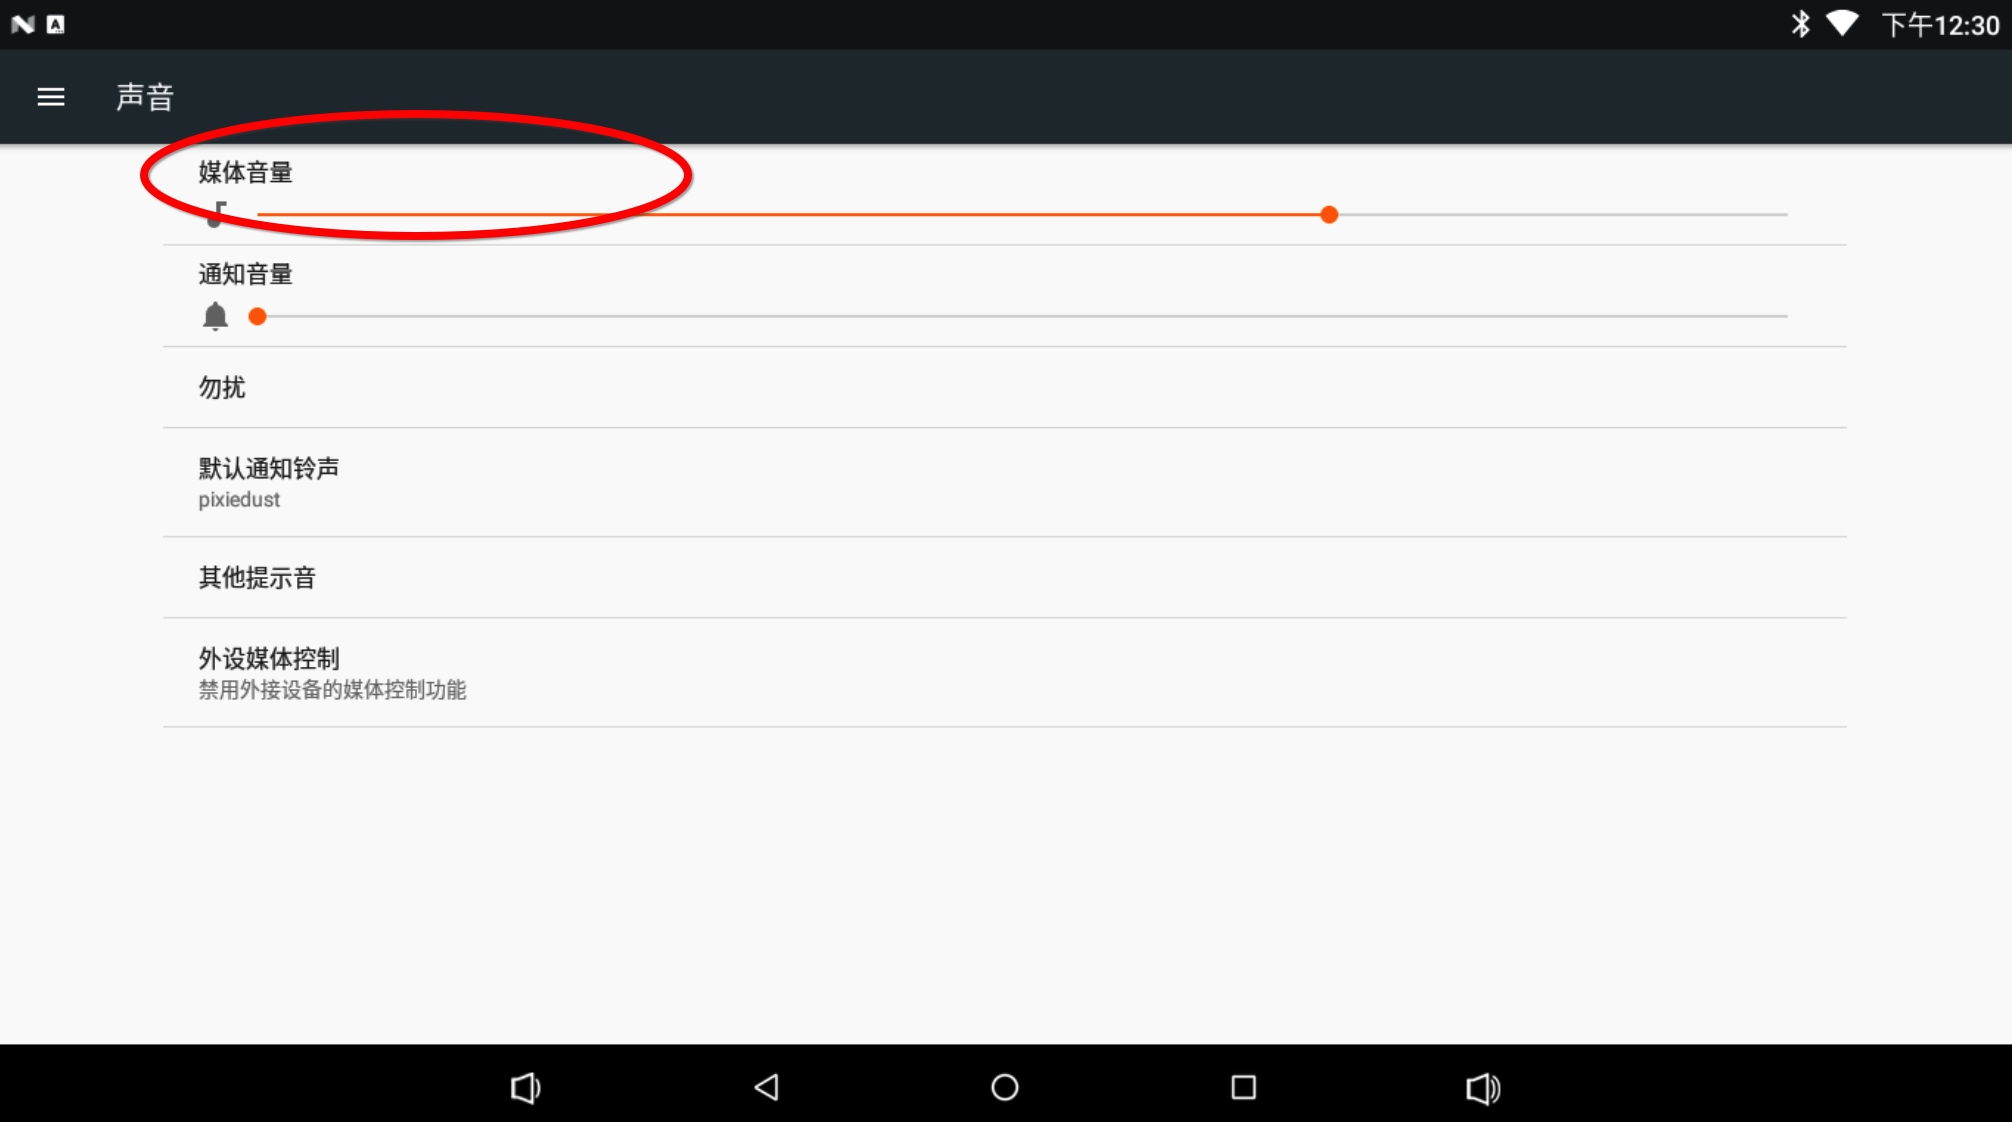 下午12:30
声音
媒体音量
通知音量
勿扰
默认通知铃声
pixiedust
其他提示音
外设媒体控制
禁用外接设备的媒体控制功能